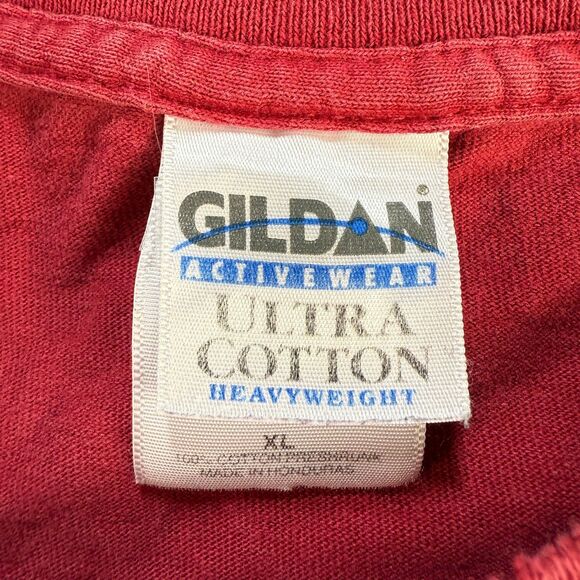 GILDAN®
ACTIVEWEAR
ULTRA
COTTON
HEAVYWEIGHT
XL
100% COTTON PRESHRUNK
MADE IN HONDURAS